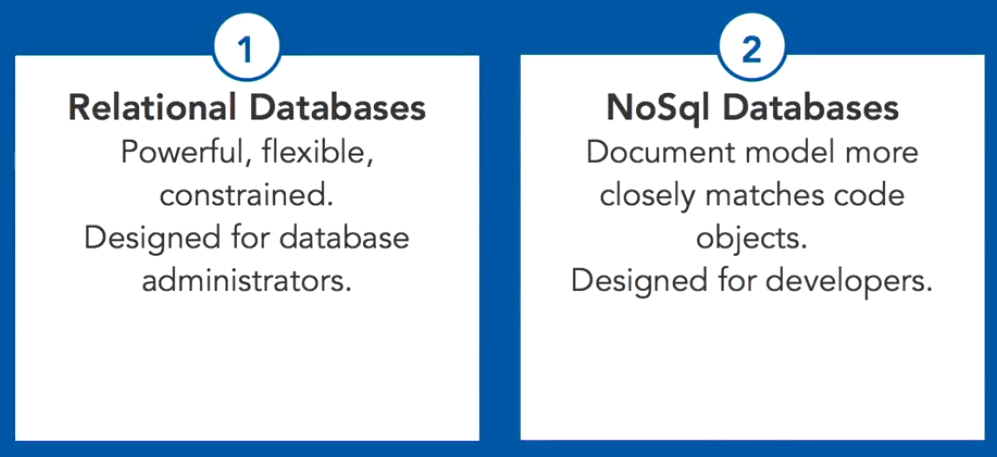 1
Relational Databases
Powerful, flexible,
constrained.
Designed for database
administrators.
2
NoSql Databases
Document model more
closely matches code
objects.
Designed for developers.